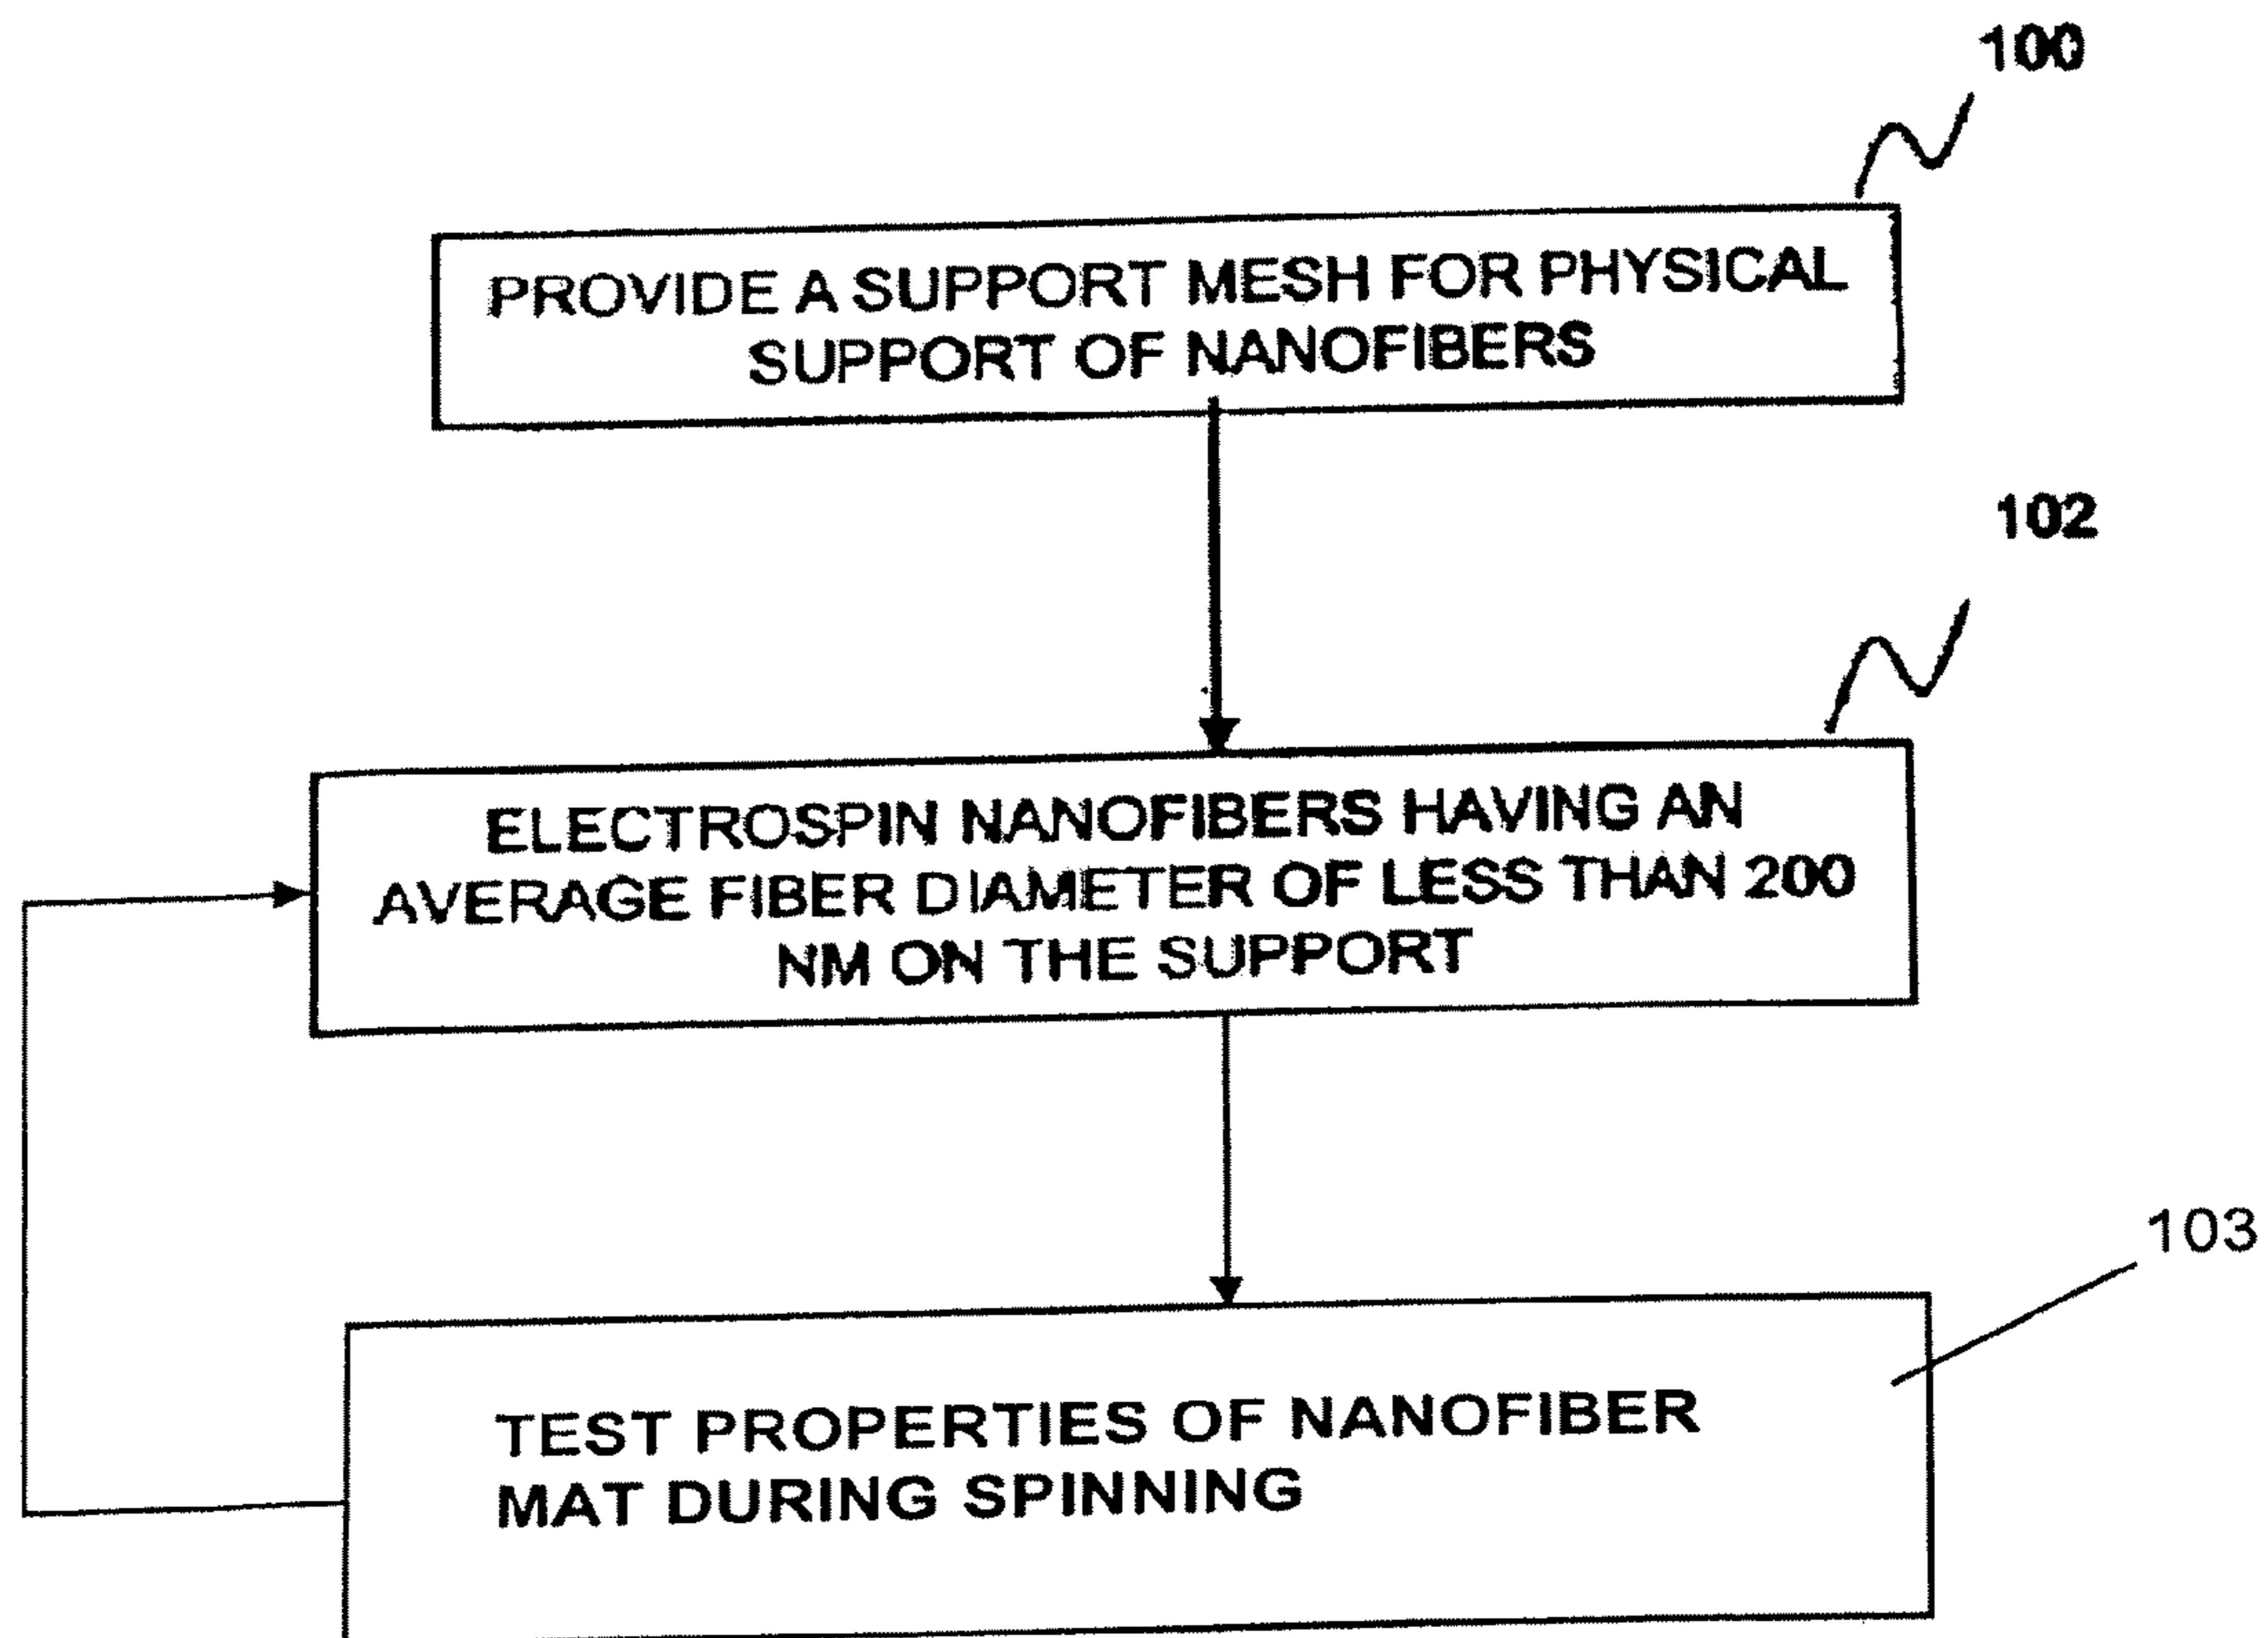 100
PROVIDE A SUPPORT MESH FOR PHYSICAL
SUPPORT OF NANOFIBERS
102
ELECTROSPIN NANOFIBERS HAVING AN
AVERAGE FIBER DIAMETER OF LESS THAN 200
NM ON THE SUPPORT
103
TEST PROPERTIES OF NANOFIBER
MAT DURING SPINNING